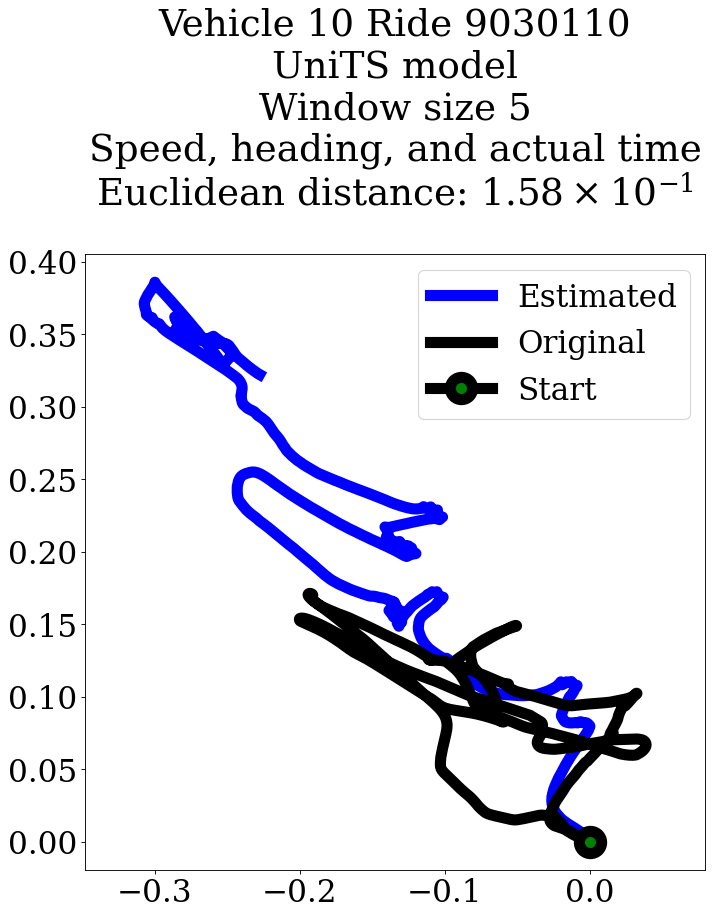 Vehicle 10 Ride 9030110
UniTS model
Window size 5
Speed, heading, and actual time
Euclidean distance: 1.58 × 10⁻¹
0.40
0.35
0.30
0.25
0.20
0.15
0.10
0.05
0.00
Estimated
Original
Start
−0.3
−0.2
−0.1
0.0